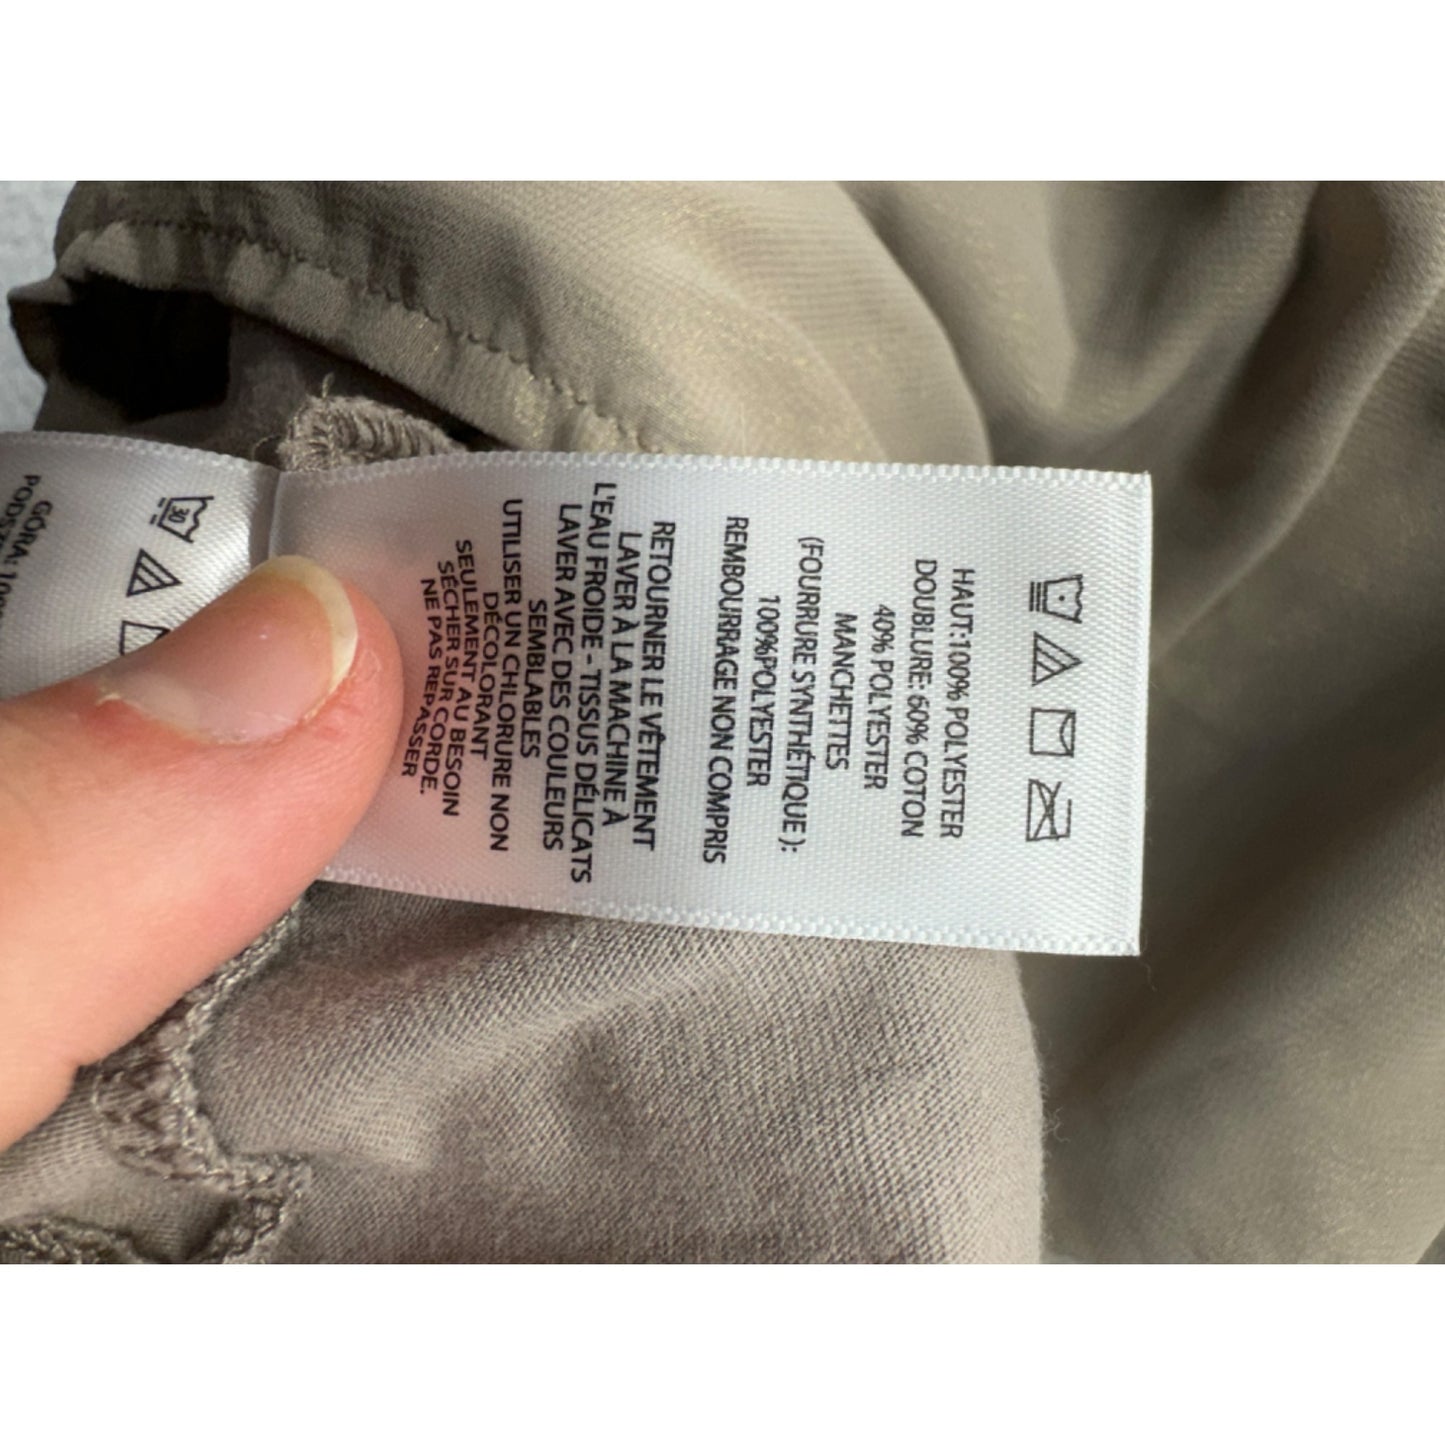 HAUT:100% POLYESTER
DOUBLURE: 60% COTON
40% POLYESTER
MANCHETTES
(FOURRURE SYNTHÉTIQUE ):
100%POLYESTER
REMBOURRAGE NON COMPRIS
RETOURNER LE VÊTEMENT
LAVER À LA MACHINE À
L'EAU FROIDE - TISSUS DÉLICATS
LAVER AVEC DES COULEURS
SEMBLABLES
UTILISER UN CHLORURE NON
DÉCOLORANT
SEULEMENT AU BESOIN
SÉCHER SUR CORDE.
NE PAS REPASSER
30
GÓRA: